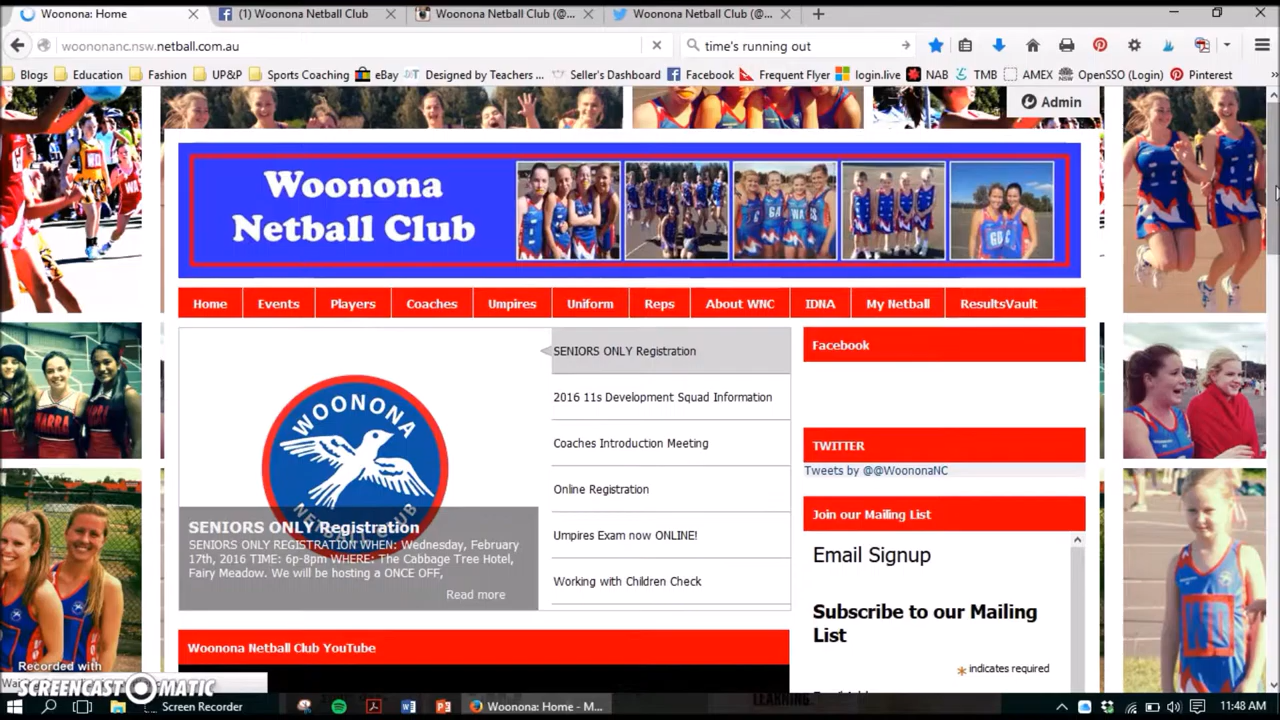 Woonona: Home
(1) Woonona Netball Club
Woonona Netball Club (@...
Woonona Netball Club (@...
woononanc.nsw.netball.com.au
time's running out
Blogs
Education
Fashion
UP&P
Sports Coaching
eBay
Designed by Teachers ...
Seller's Dashboard
Facebook
Frequent Flyer
login.live
NAB
TMB
AMEX
OpenSSO (Login)
Pinterest
Admin
Woonona
Netball Club
Home
Events
Players
Coaches
Umpires
Uniform
Reps
About WNC
IDNA
My Netball
ResultsVault
WOONONA
NETBALL CLUB
SENIORS ONLY Registration
SENIORS ONLY REGISTRATION WHEN: Wednesday, February
17th, 2016 TIME: 6p-8pm WHERE: The Cabbage Tree Hotel,
Fairy Meadow. We will be hosting a ONCE OFF,
Read more
SENIORS ONLY Registration
2016 11s Development Squad Information
Coaches Introduction Meeting
Online Registration
Umpires Exam now ONLINE!
Working with Children Check
Facebook
TWITTER
Tweets by @@WoononaNC
Join our Mailing List
Email Signup
Subscribe to our Mailing
List
* indicates required
Woonona Netball Club YouTube
Recorded with
SCREENCAST-O-MATIC
Screen Recorder
Woonona: Home - M...
11:48 AM